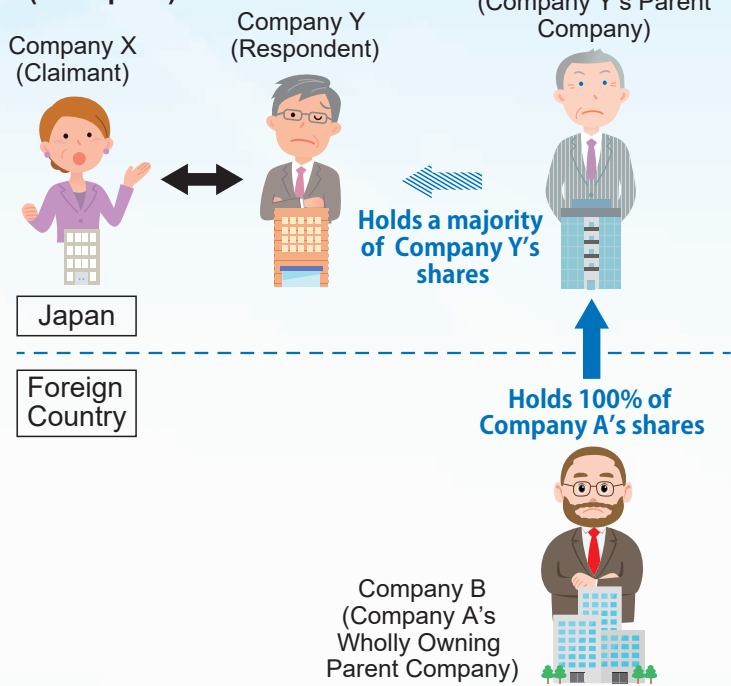 Company X
(Claimant)
Company Y
(Respondent)
(Company Y's Parent
Company)
Holds a majority
of Company Y's
shares
Japan
Foreign
Country
Holds 100% of
Company A's shares
Company B
(Company A's
Wholly Owning
Parent Company)